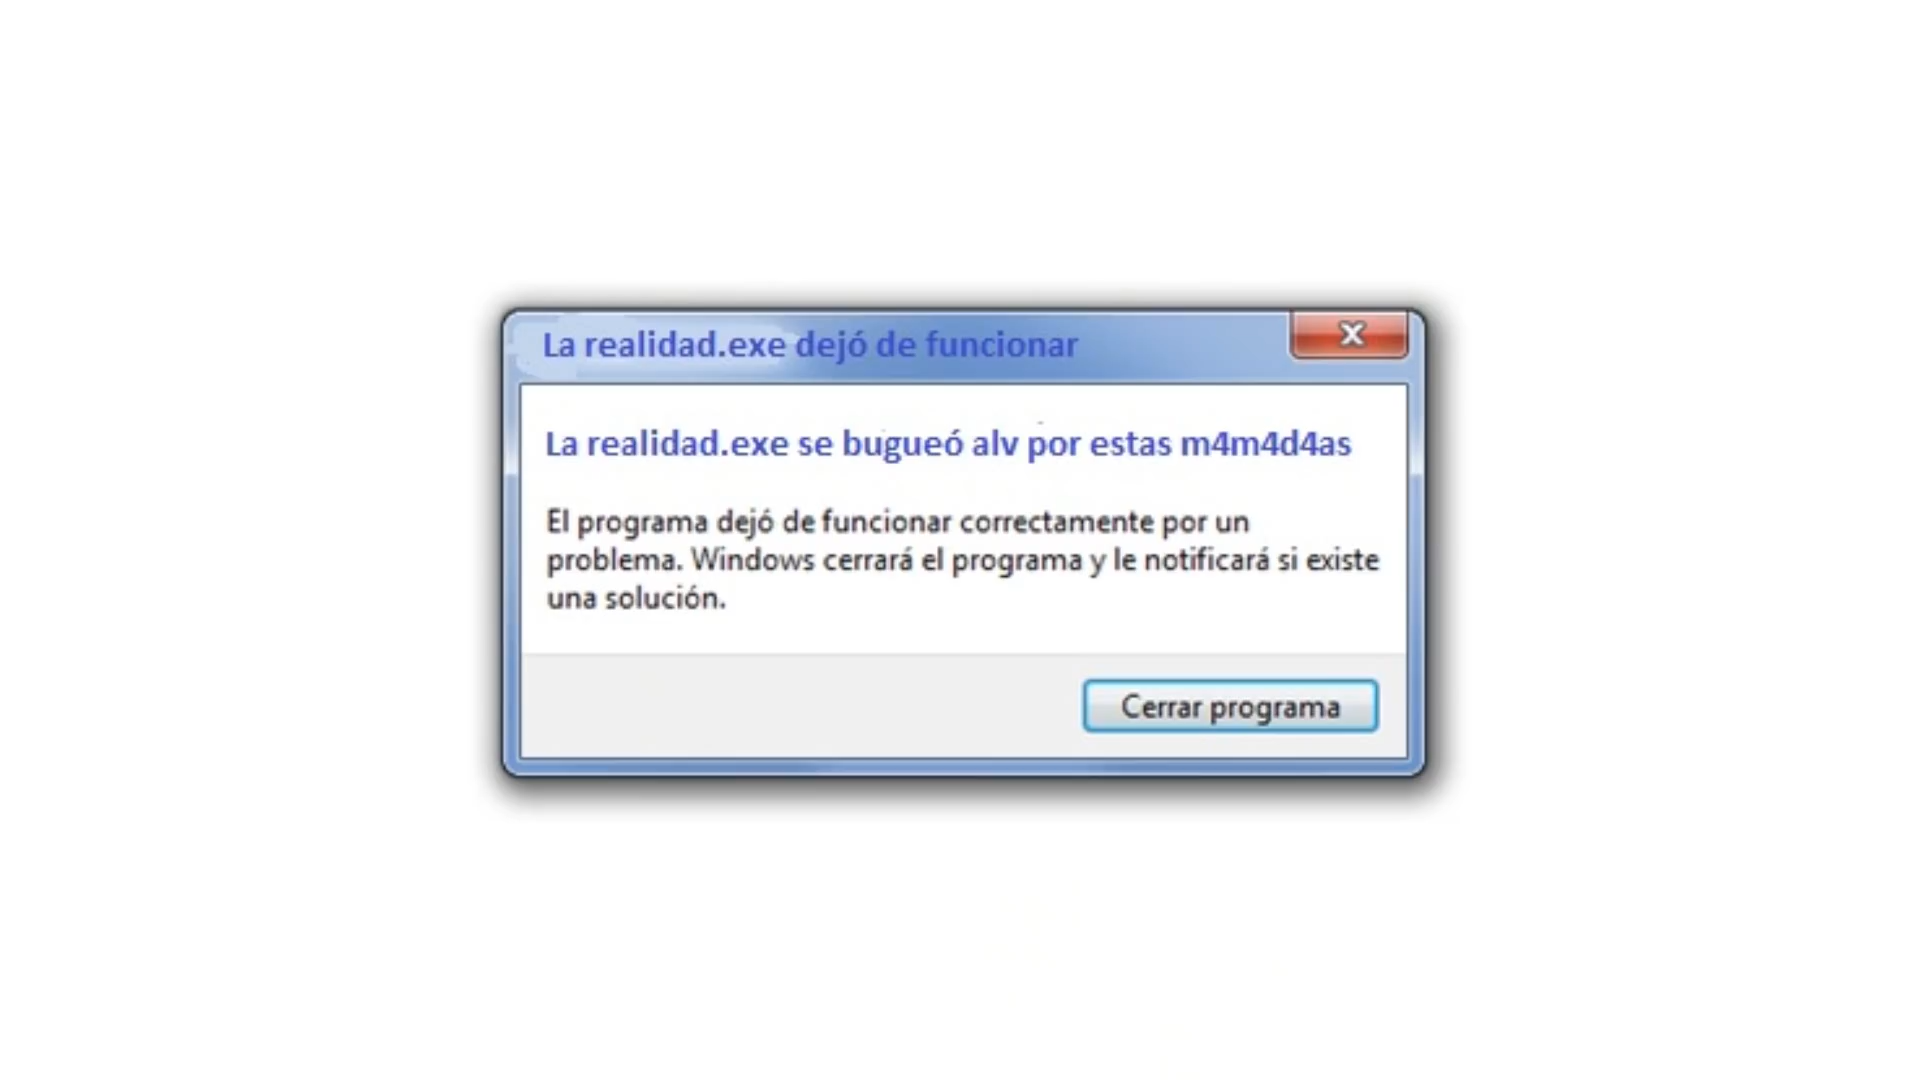 La realidad.exe dejó de funcionar
La realidad.exe se bugueó alv por estas m4m4d4as
El programa dejó de funcionar correctamente por un
problema. Windows cerrará el programa y le notificará si existe
una solución.
Cerrar programa